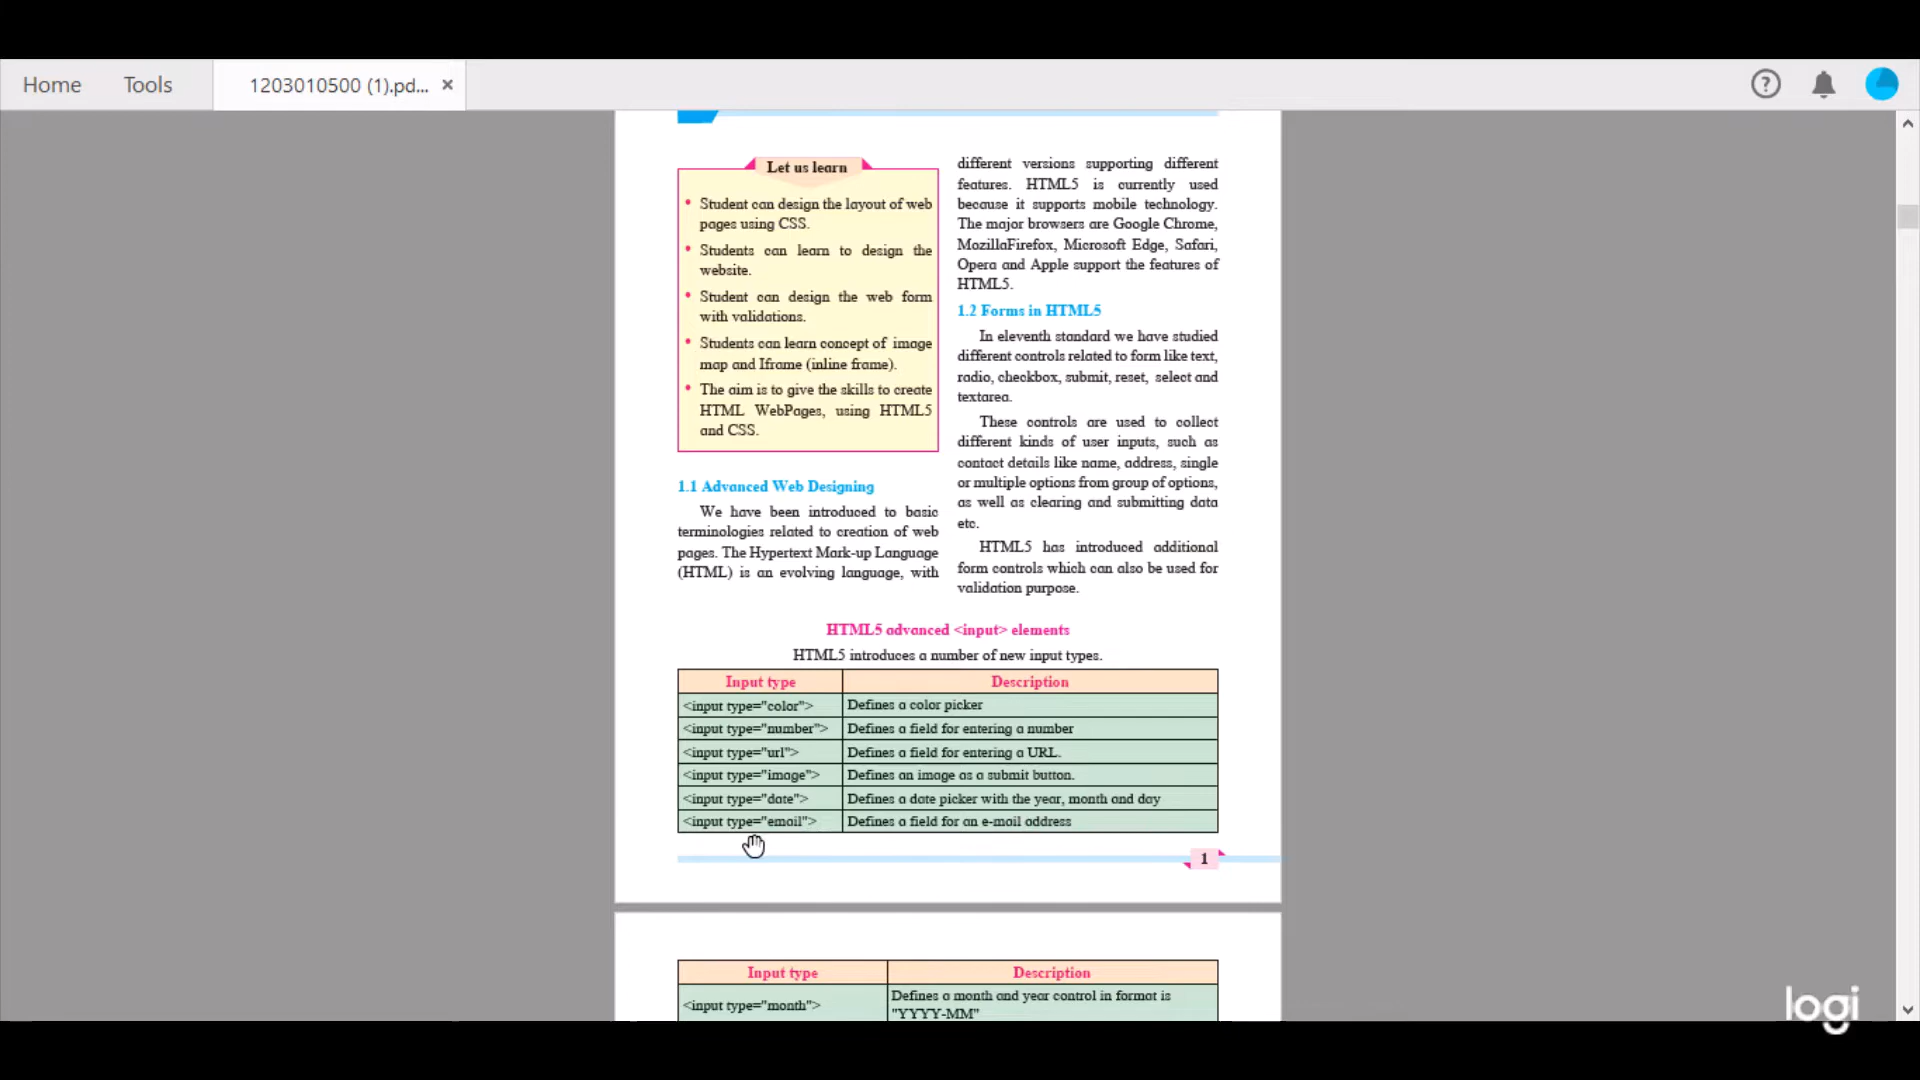 Home
Tools
1203010500 (1).pd...
Let us learn
• Student can design the layout of web
pages using CSS.
• Students can learn to design the
website.
• Student can design the web form
with validations.
• Students can learn concept of image
map and Iframe (inline frame).
• The aim is to give the skills to create
HTML WebPages, using HTML5
and CSS.
1.1 Advanced Web Designing
We have been introduced to basic
terminologies related to creation of web
pages. The Hypertext Mark-up Language
(HTML) is an evolving language, with
different versions supporting different
features. HTML5 is currently used
because it supports mobile technology.
The major browsers are Google Chrome,
MozillaFirefox, Microsoft Edge, Safari,
Opera and Apple support the features of
HTML5.
1.2 Forms in HTML5
In eleventh standard we have studied
different controls related to form like text,
radio, checkbox, submit, reset, select and
textarea.
These controls are used to collect
different kinds of user inputs, such as
contact details like name, address, single
or multiple options from group of options,
as well as clearing and submitting data
etc.
HTML5 has introduced additional
form controls which can also be used for
validation purpose.
HTML5 advanced <input> elements
HTML5 introduces a number of new input types.
Input type Description
<input type="color"> Defines a color picker
<input type="number"> Defines a field for entering a number
<input type="url"> Defines a field for entering a URL.
<input type="image"> Defines an image as a submit button.
<input type="date"> Defines a date picker with the year, month and day
<input type="email"> Defines a field for an e-mail address
1
Input type Description
<input type="month"> Defines a month and year control in format is
"YYYY-MM"
logi